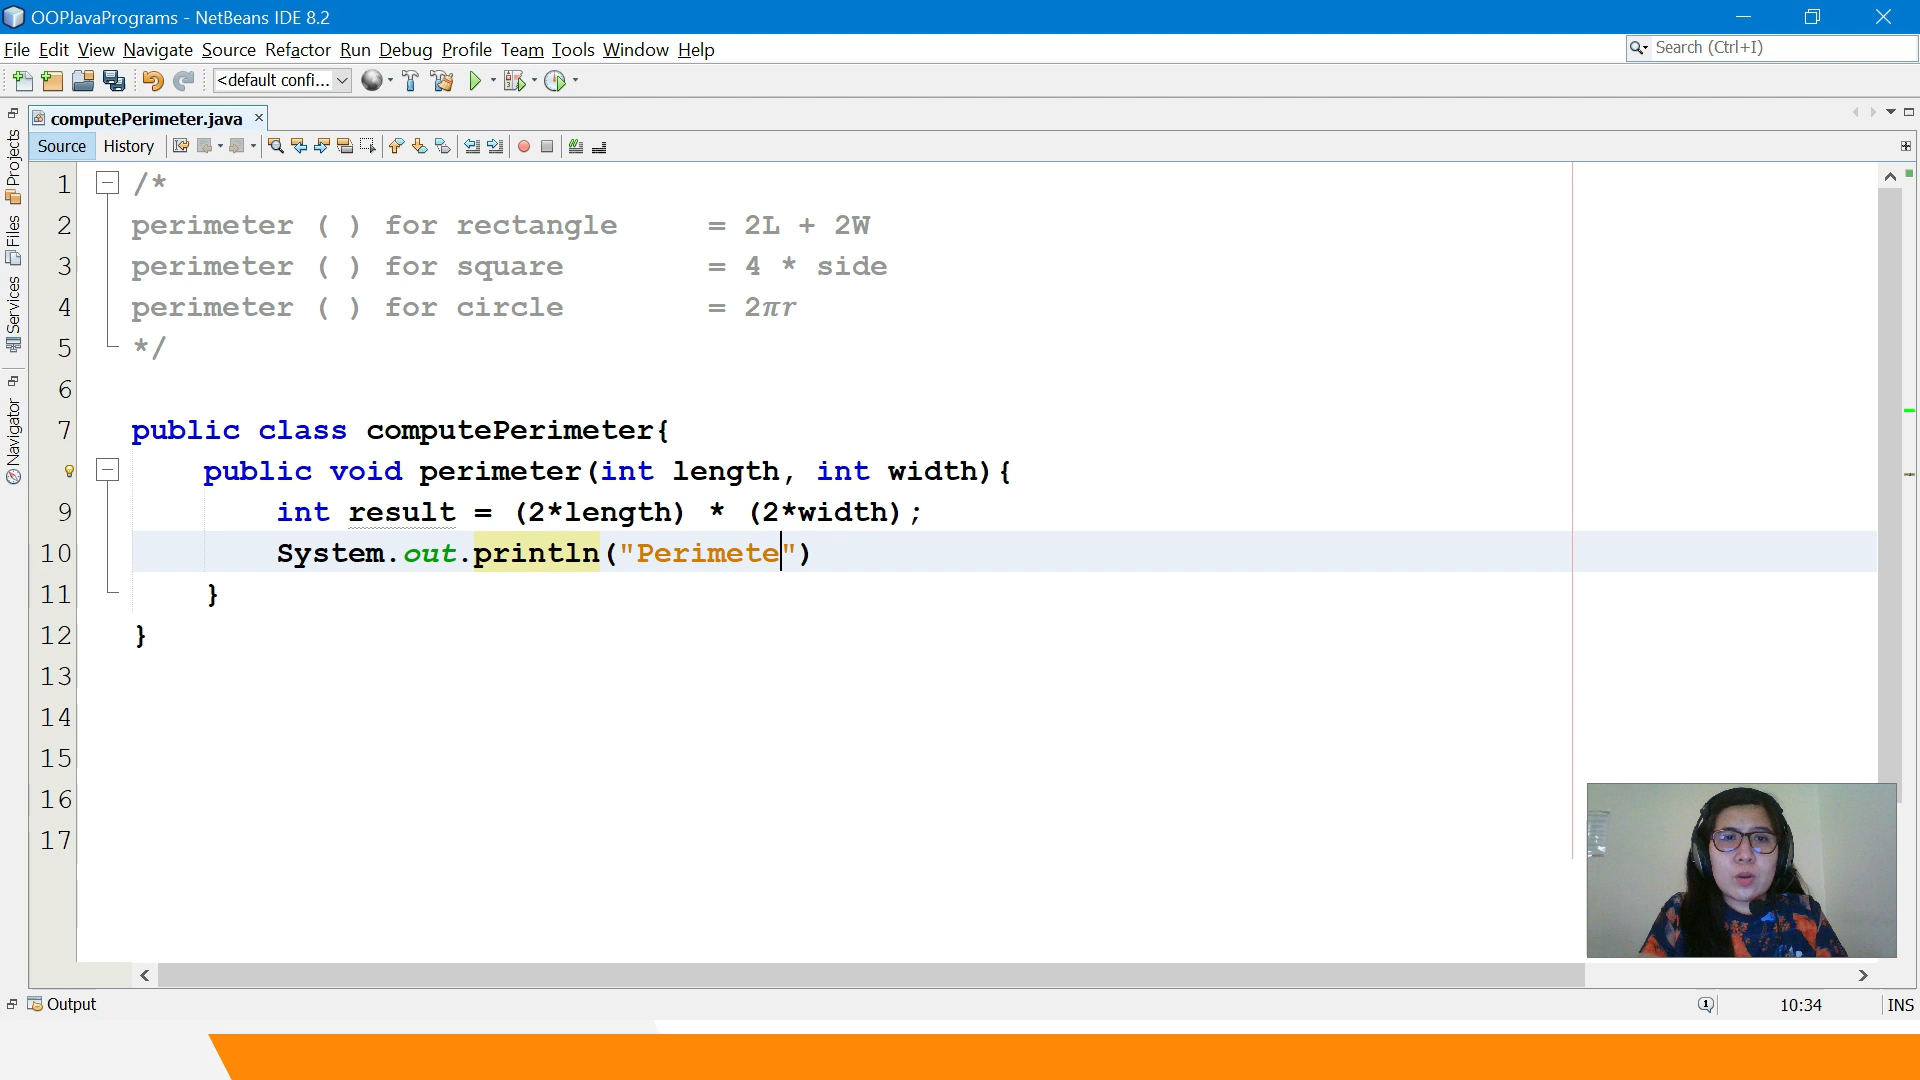 OOPJavaPrograms - NetBeans IDE 8.2
File Edit View Navigate Source Refactor Run Debug Profile Team Tools Window Help
Search (Ctrl+I)
<default confi...
computePerimeter.java
Source History
Projects
Files
Services
Navigator
1 /*
2 perimeter ( ) for rectangle = 2L + 2W
3 perimeter ( ) for square = 4 * side
4 perimeter ( ) for circle = 2πr
5 */
6
7 public class computePerimeter{
public void perimeter(int length, int width){
9 int result = (2*length) * (2*width);
10 System.out.println("Perimete")
11 }
12 }
13
14
15
16
17
Output
10:34 INS